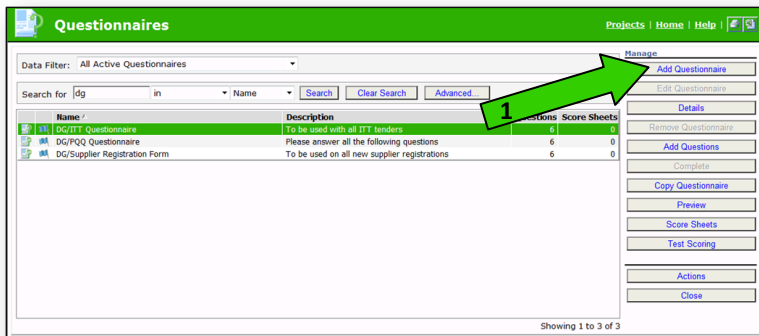 Questionnaires
Projects | Home | Help |
Manage
Data Filter: All Active Questionnaires
Search for dg in Name Search Clear Search Advanced...
1
Name Description Score Sheets
DG/ITT Questionnaire To be used with all ITT tenders 6 0
DG/PQQ Questionnaire Please answer all the following questions 6 0
DG/Supplier Registration Form To be used on all new supplier registrations 6 0
Add Questionnaire
Edit Questionnaire
Details
Remove Questionnaire
Add Questions
Complete
Copy Questionnaire
Preview
Score Sheets
Test Scoring
Actions
Close
Showing 1 to 3 of 3